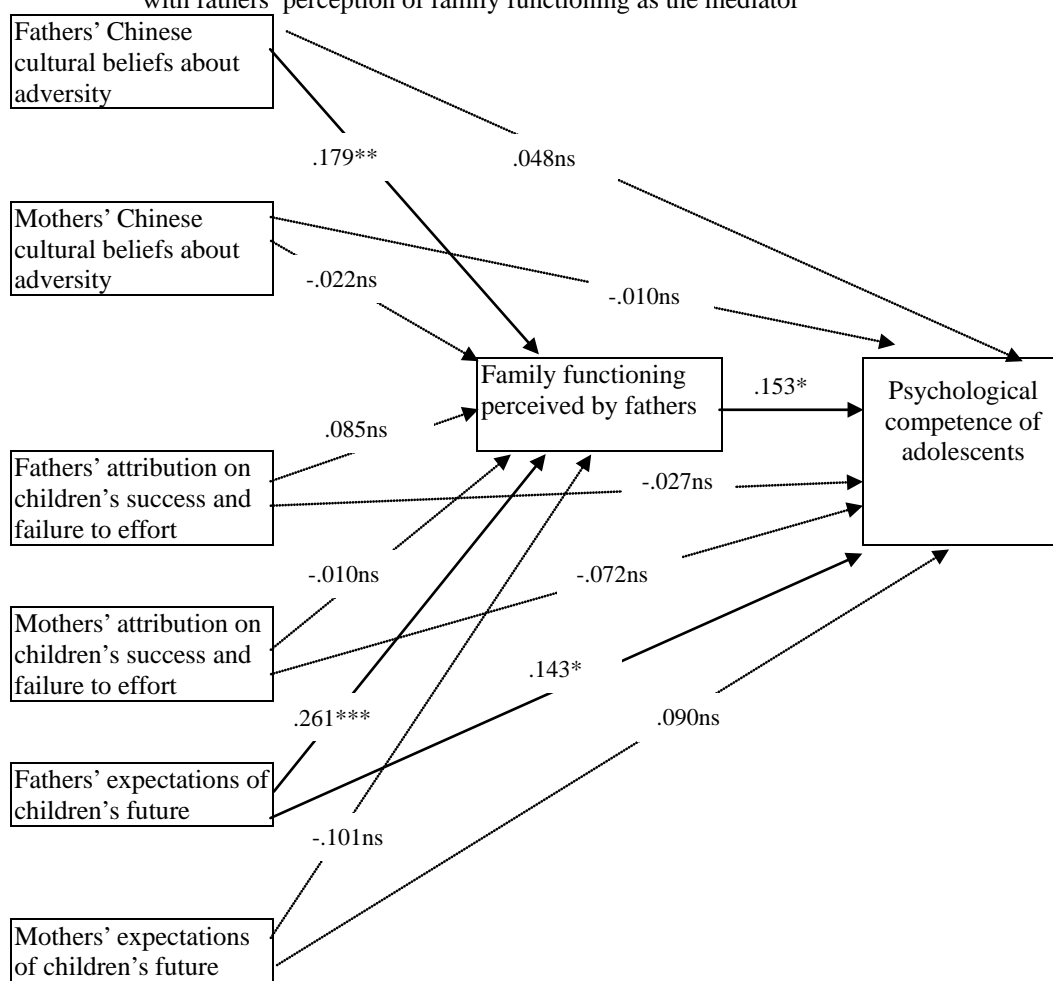 with fathers' perception of family functioning as the mediator
Fathers' Chinese
cultural beliefs about
adversity
.179**
.048ns
Mothers' Chinese
cultural beliefs about
adversity
-.022ns
-.010ns
Family functioning
perceived by fathers
.153*
Psychological
competence of
adolescents
.085ns
Fathers' attribution on
children's success and
failure to effort
-.027ns
-.010ns
-.072ns
Mothers' attribution on
children's success and
failure to effort
.143*
.261***
.090ns
Fathers' expectations of
children's future
-.101ns
Mothers' expectations
of children's future